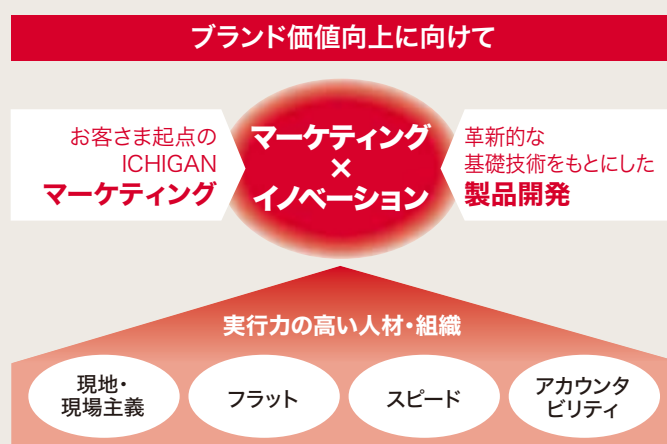 ブランド価値向上に向けて
お客さま起点の
ICHIGAN
マーケティング
マーケティング
×
イノベーション
革新的な
基礎技術をもとにした
製品開発
実行力の高い人材・組織
現地・
現場主義
フラット
スピード
アカウンタ
ビリティ